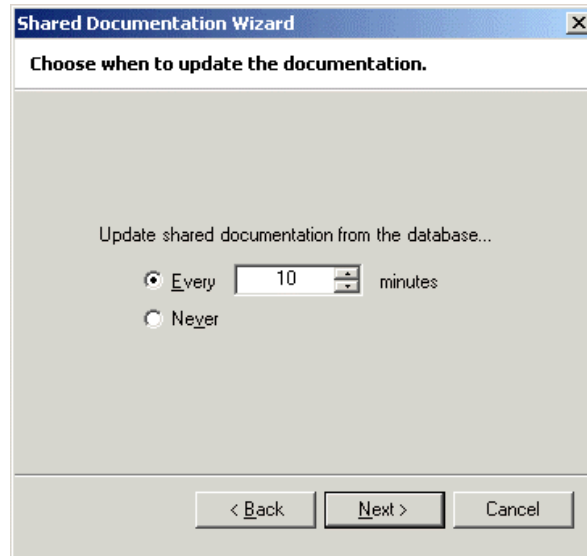 Shared Documentation Wizard
Choose when to update the documentation.
Update shared documentation from the database...
Every 10 minutes
Never
< Back Next > Cancel